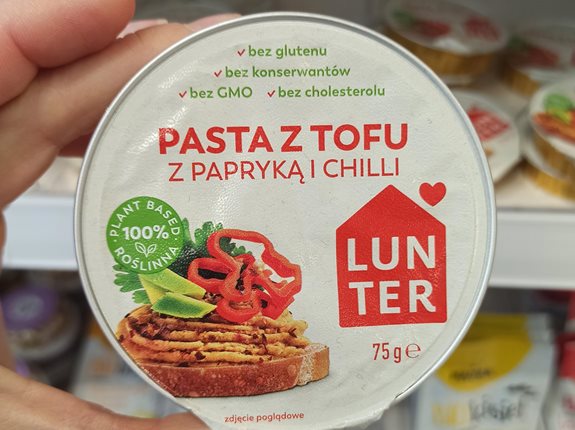 ✓ bez glutenu
✓ bez konserwantów
✓ bez GMO ✓ bez cholesterolu
PASTA Z TOFU
Z PAPRYKĄ I CHILLI
PLANT BASED
100%
ROŚLINNA
LUN
TER
75 g ℮
zdjęcie poglądowe